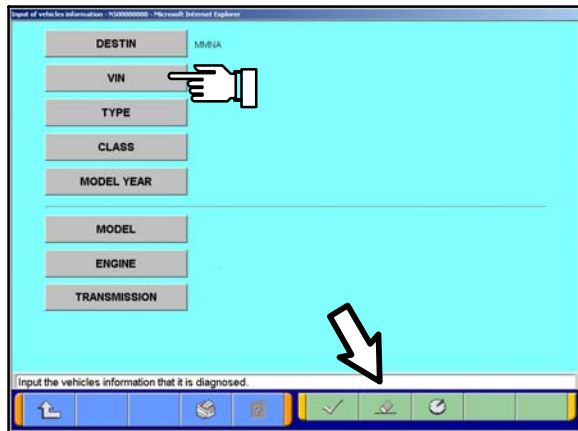 Input of vehicles information - NS00000000 - Microsoft Internet Explorer
DESTIN MMNA
VIN
TYPE
CLASS
MODEL YEAR
MODEL
ENGINE
TRANSMISSION
Input the vehicles information that it is diagnosed.